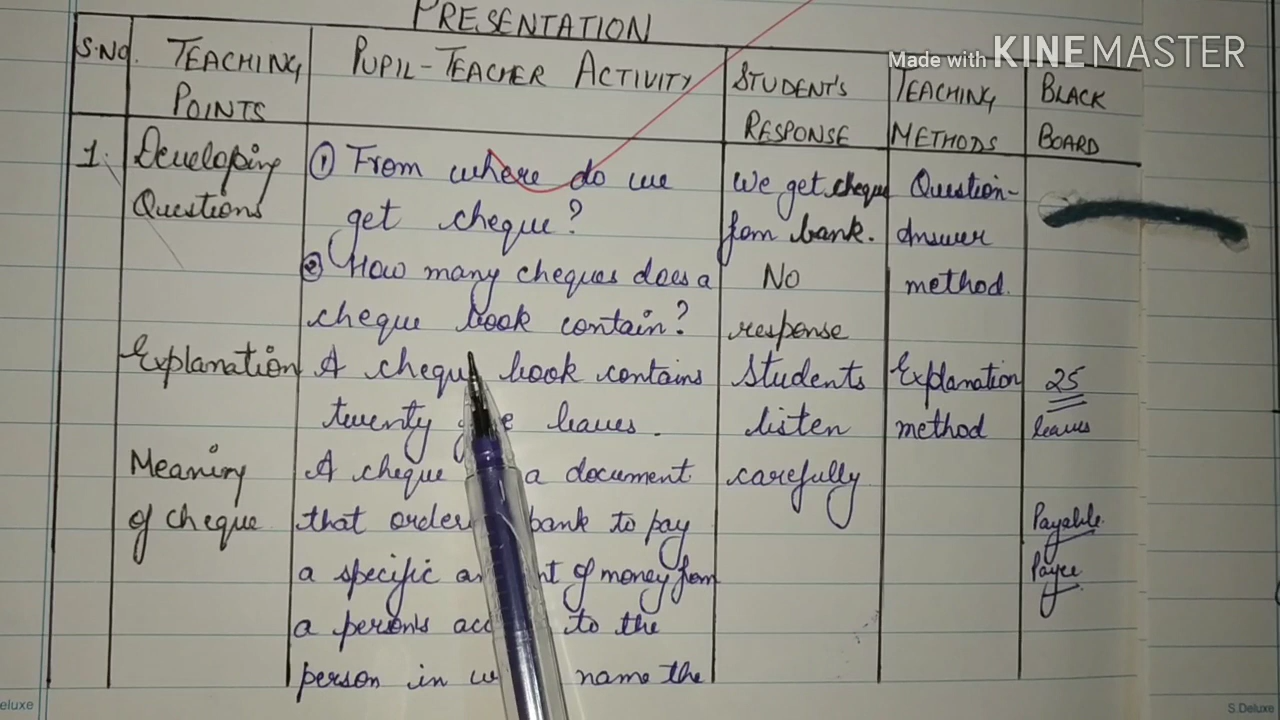 PRESENTATION
Made with KINEMASTER
S.No. TEACHING POINTS PUPIL-TEACHER ACTIVITY STUDENT'S RESPONSE TEACHING METHODS BLACK BOARD
1. Developing Questions
① From where do we
get cheque?
② How many cheques does a
cheque book contain?
We get cheque
from bank.
No
response
Question-
Answer
method.
Explanation
A cheque book contains
twenty leaves.
Students
listen
carefully
Explanation
method
25
leaves
Meaning
of cheque
A cheque a document
that order bank to pay
a specific of money from
a person's to the
person in name the
Payable
Payee
S.Deluxe